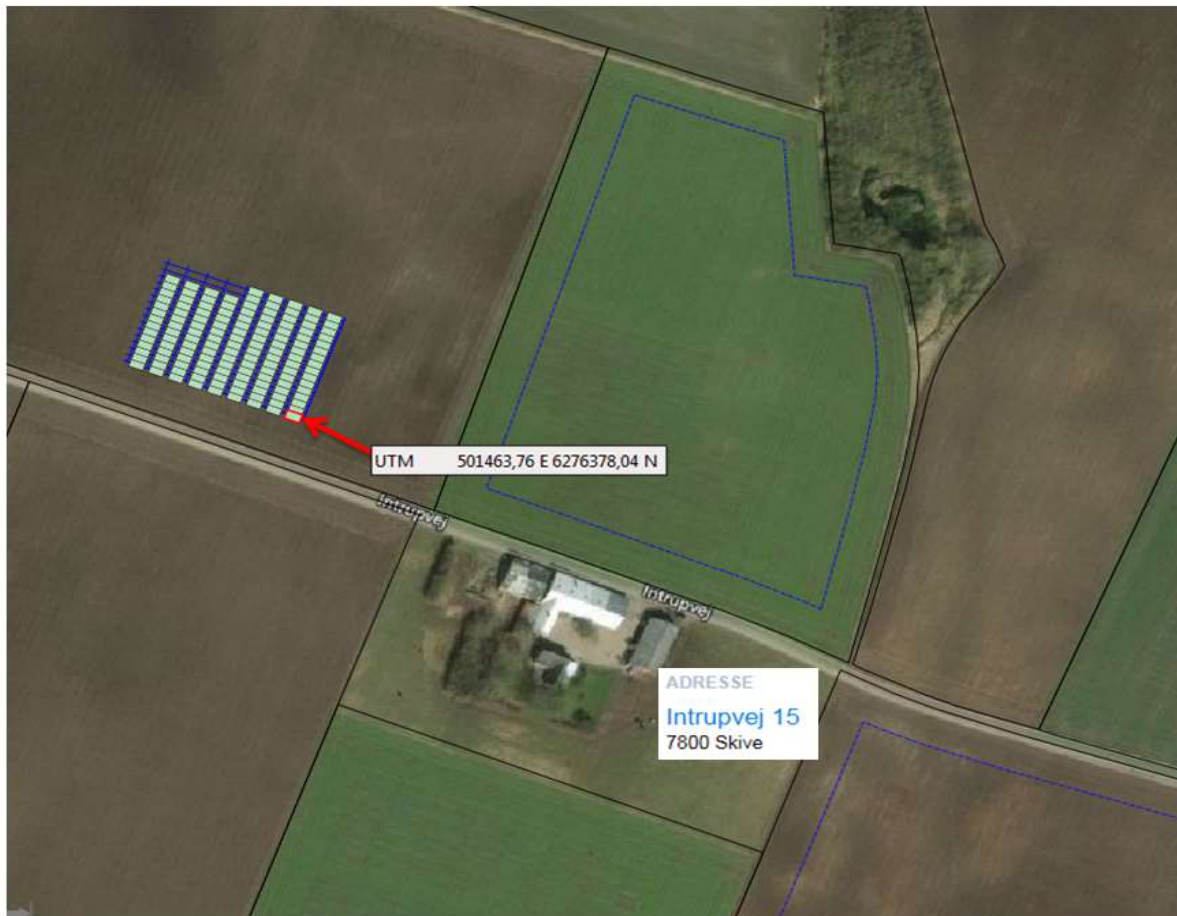 UTM 501463,76 E 6276378,04 N
Intrupvej
Intrupvej
ADRESSE
Intrupvej 15
7800 Skive